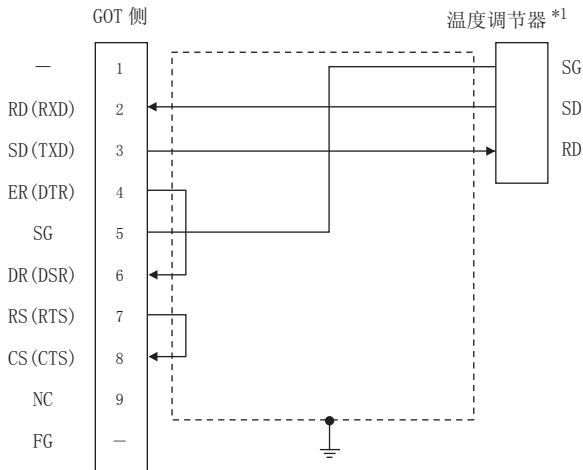 GOT 侧 温度调节器 *1
— 1 SG
RD(RXD) 2 SD
SD(TXD) 3 RD
ER(DTR) 4
SG 5
DR(DSR) 6
RS(RTS) 7
CS(CTS) 8
NC 9
FG —